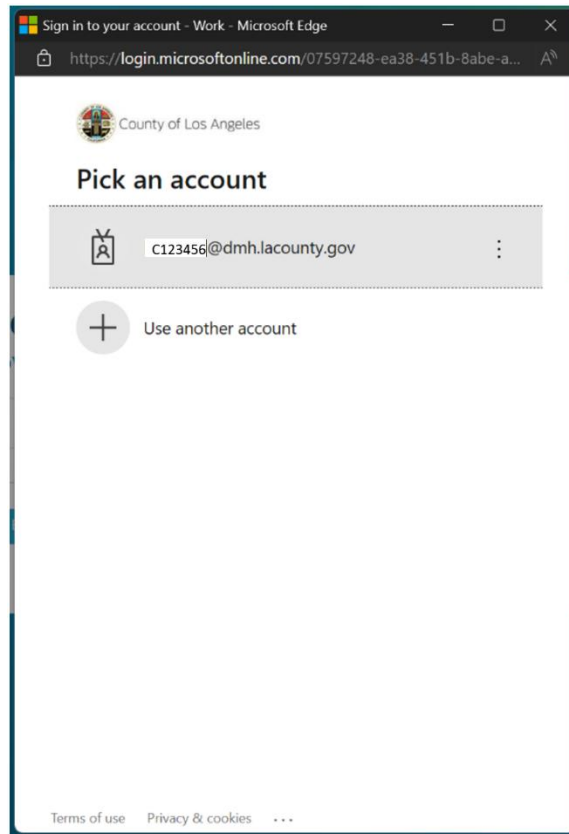 Sign in to your account - Work - Microsoft Edge
https://login.microsoftonline.com/07597248-ea38-451b-8abe-a...
County of Los Angeles
Pick an account
C123456@dmh.lacounty.gov
Use another account
Terms of use Privacy & cookies ...